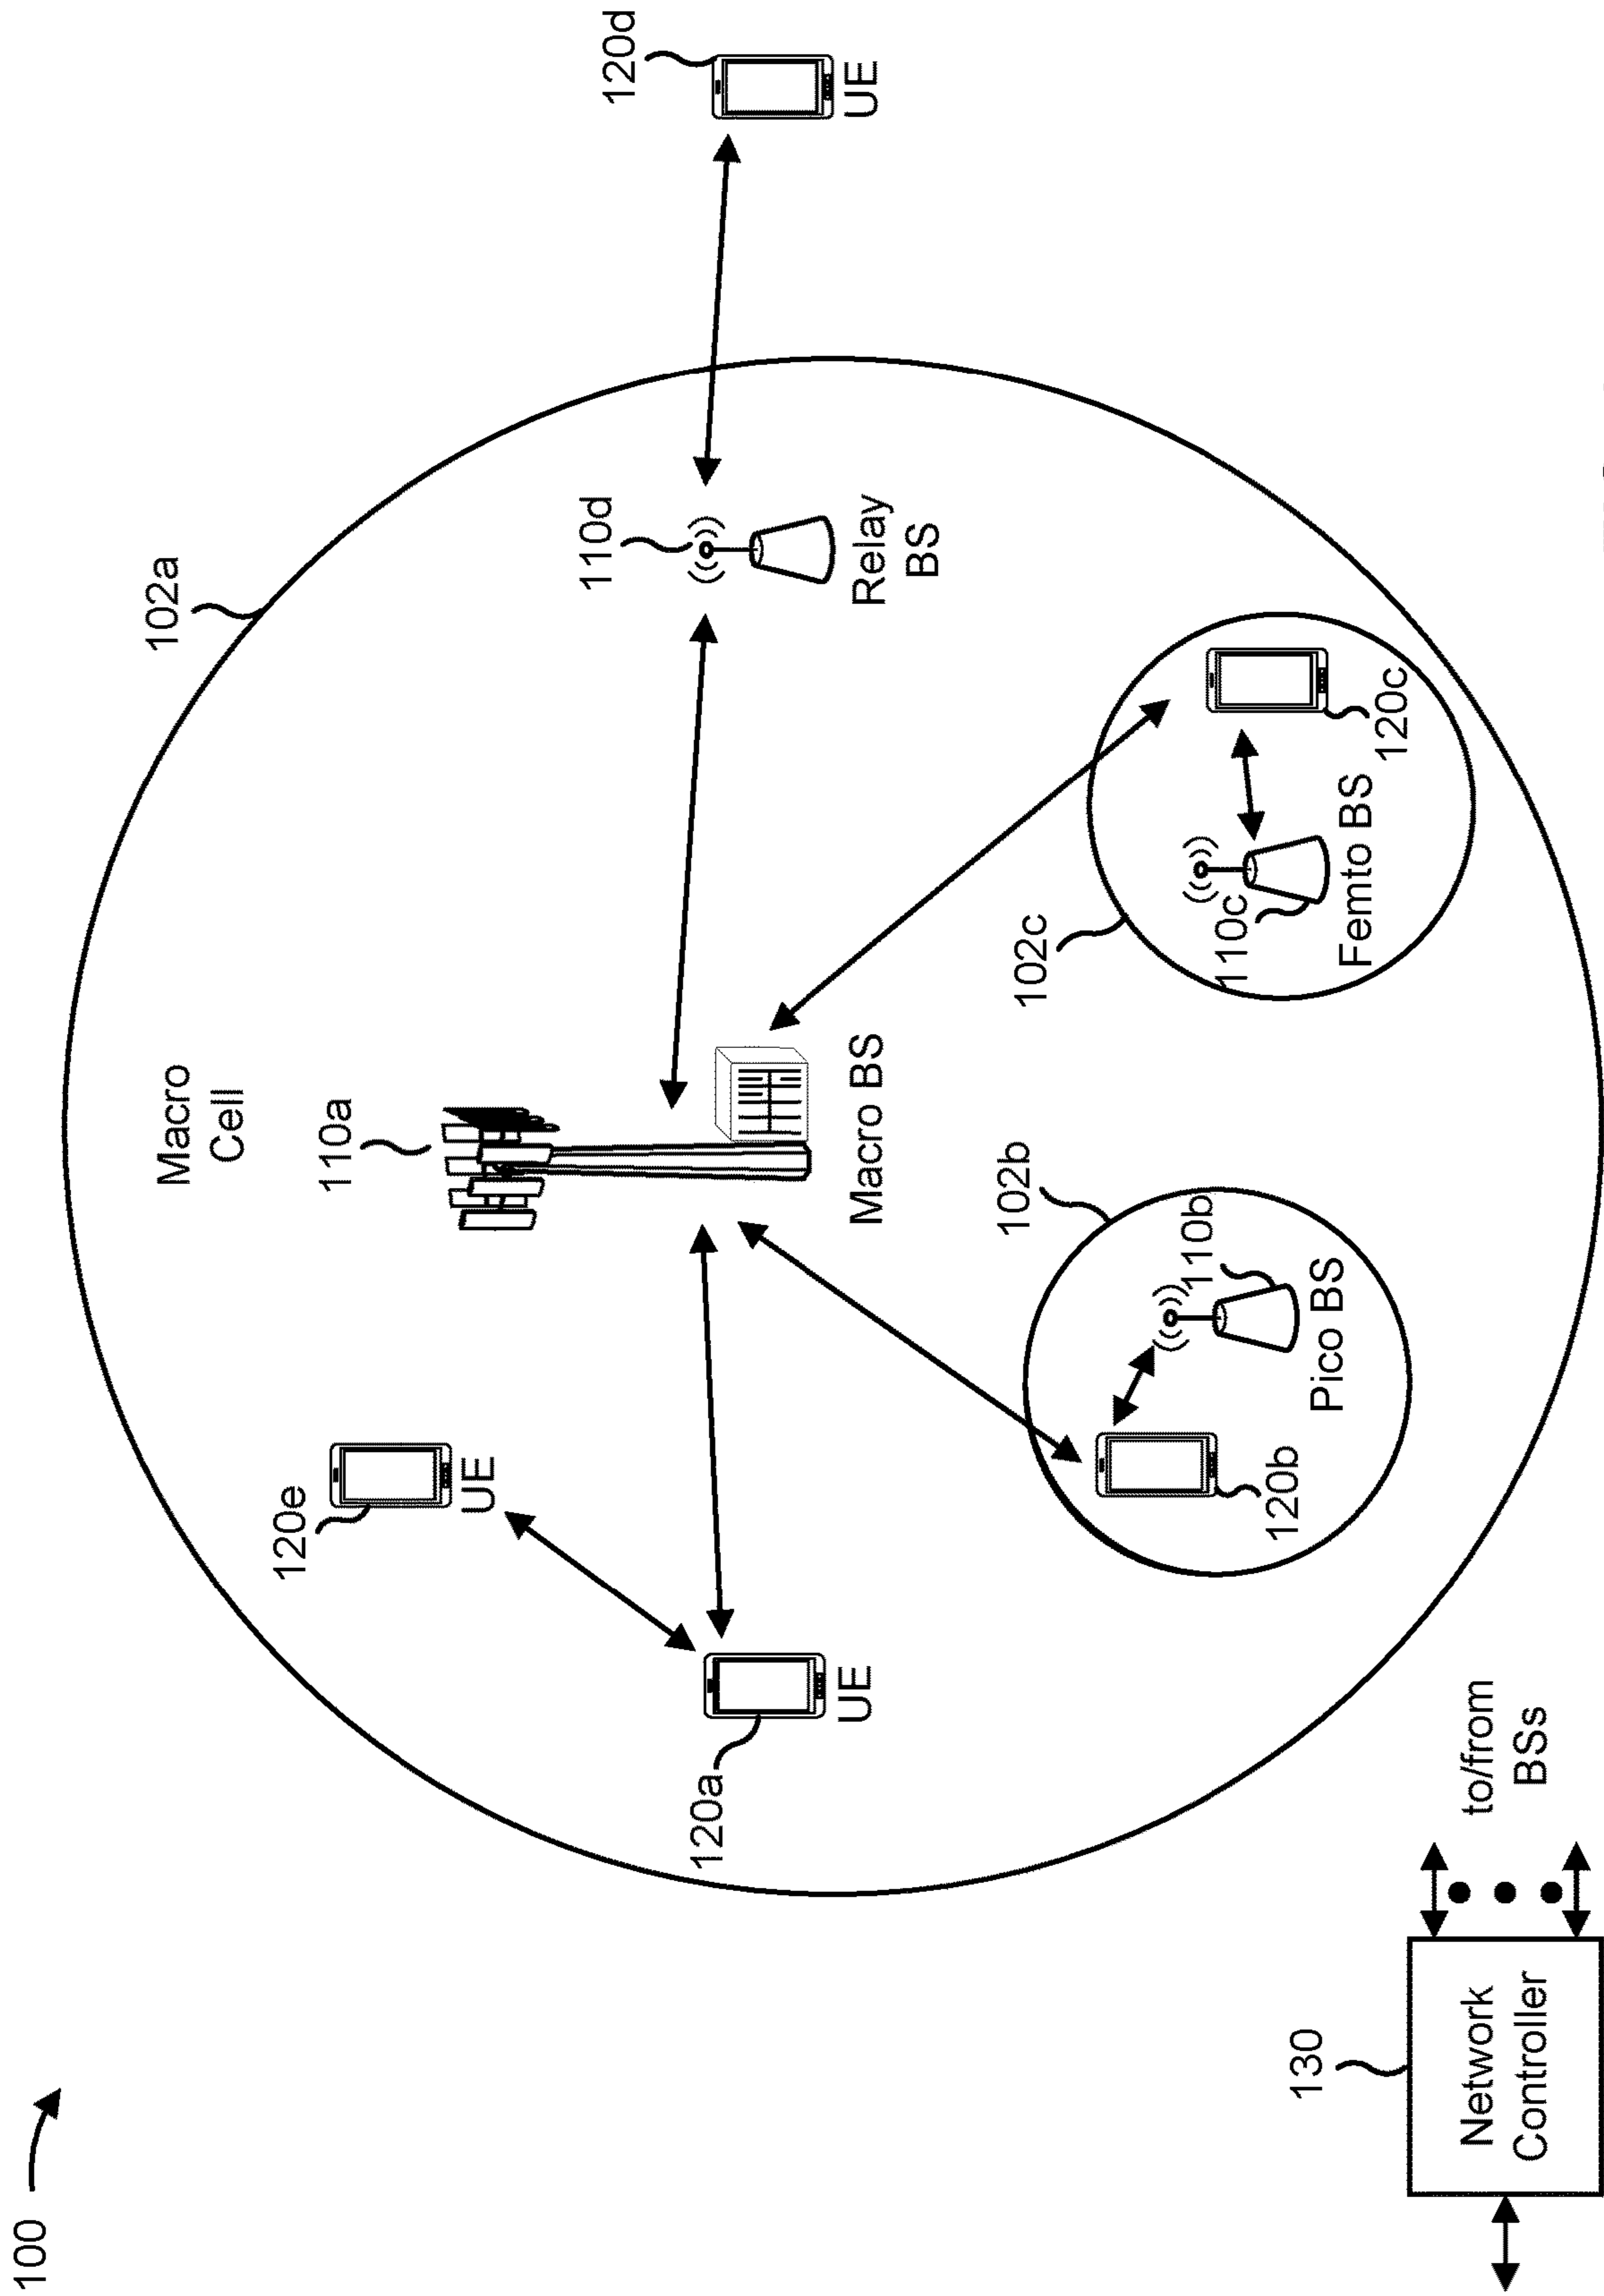 100
102a
Macro
Cell
110a
120e
UE
120a
UE
Macro BS
110d
Relay
BS
120d
UE
102b
110b
Pico BS
120b
102c
110c
Femto BS
120c
130
Network
Controller
to/from
BSs